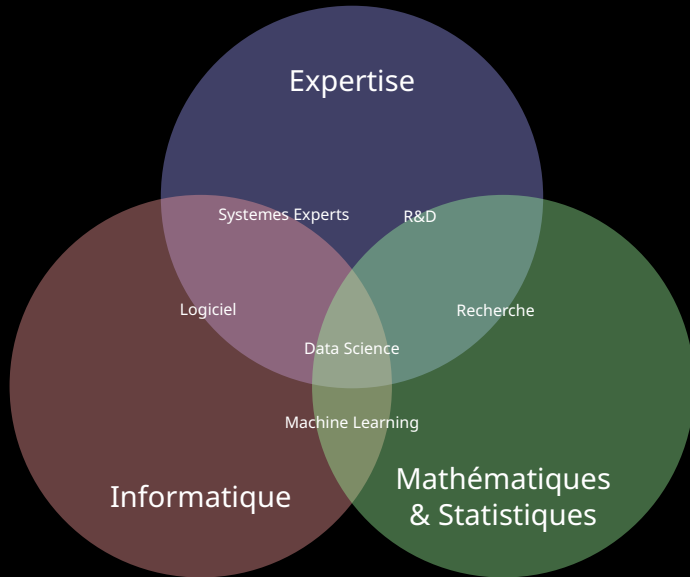 Expertise
Systemes Experts
R&D
Logiciel
Recherche
Data Science
Machine Learning
Informatique
Mathématiques
& Statistiques